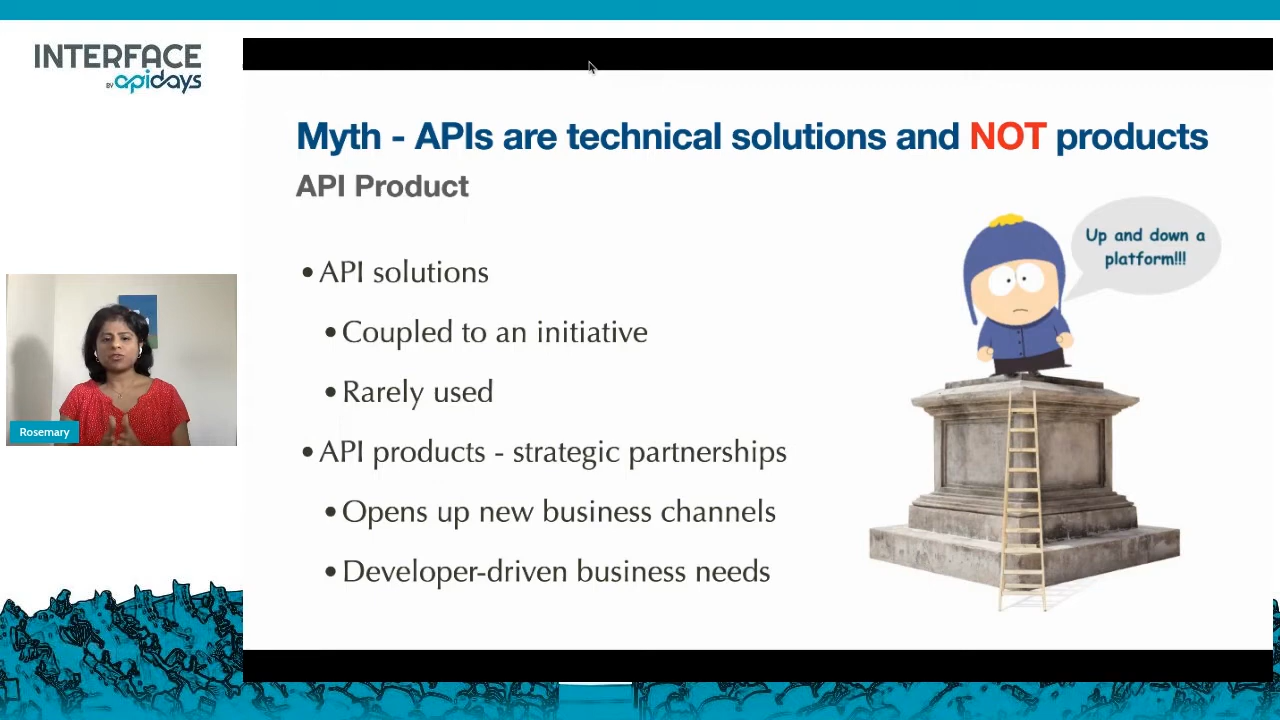 INTERFACE
BY apidays
Myth - APIs are technical solutions and NOT products
API Product
Up and down a
platform!!!
•API solutions
•Coupled to an initiative
•Rarely used
•API products - strategic partnerships
•Opens up new business channels
•Developer-driven business needs
Rosemary